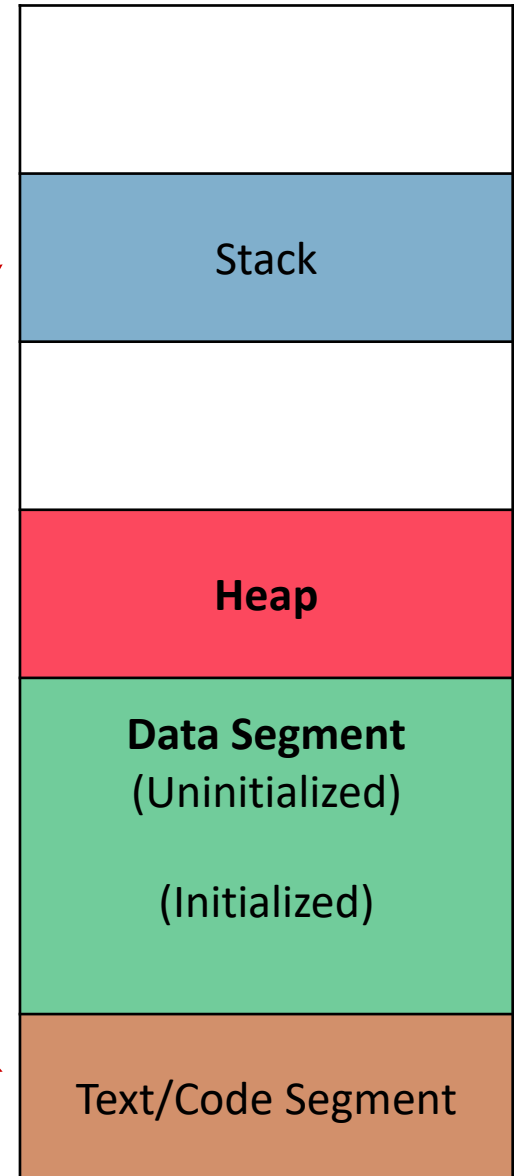 Stack
Heap
Data Segment
(Uninitialized)
(Initialized)
Text/Code Segment